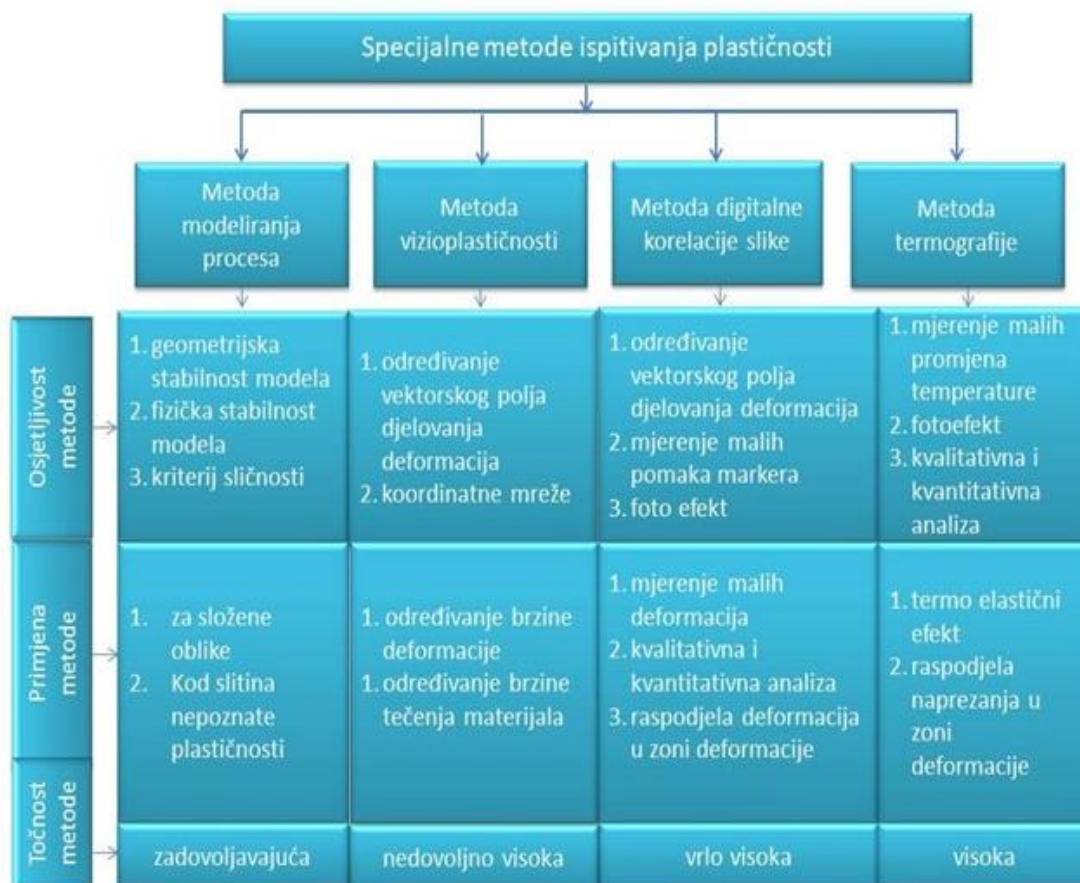 Specijalne metode ispitivanja plastičnosti
Metoda
modeliranja
procesa
Metoda
vizioplastičnosti
Metoda digitalne
korelacije slike
Metoda
termografije
Osjetljivost
metode
1. geometrijska
stabilnost modela
2. fizička stabilnost
modela
3. kriterij sličnosti
1. određivanje
vektorskog polja
djelovanja
deformacija
2. koordinatne mreže
1. određivanje
vektorskog polja
djelovanja deformacija
2. mjerenje malih
pomaka markera
3. foto efekt
1. mjerenje malih
promjena
temperature
2. fotoefekt
3. kvalitativna i
kvantitativna
analiza
Primjena
metode
1. za složene
oblike
2. Kod slitina
nepoznate
plastičnosti
1. određivanje brzine
deformacije
1. određivanje brzine
tečenja materijala
1. mjerenje malih
deformacija
2. kvalitativna i
kvantitativna analiza
3. raspodjela deformacija
u zoni deformacije
1. termo elastični
efekt
2. raspodjela
naprezanja u
zoni
deformacije
Točnost
metode
zadovoljavajuća
nedovoljno visoka
vrlo visoka
visoka